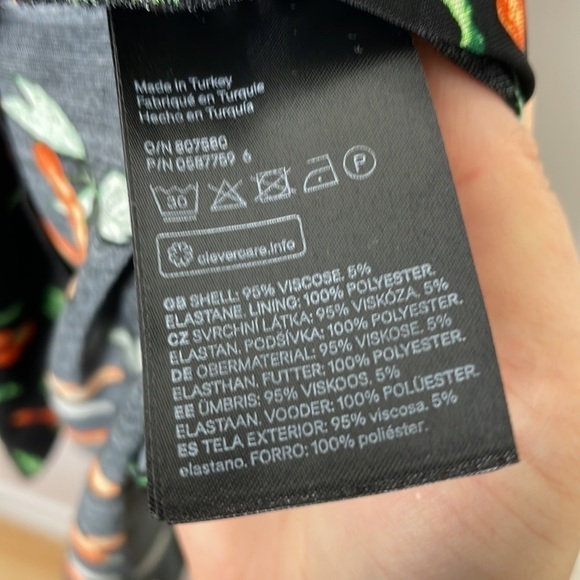 Made in Turkey
Fabriqué en Turquie
Hecho en Turquía
O/N 807580
P/N 0587759 6
30
P
clevercare.info
GB SHELL: 95% VISCOSE. 5%
ELASTANE. LINING: 100% POLYESTER.
CZ SVRCHNÍ LÁTKA: 95% VISKÓZA. 5%
ELASTAN. PODŠÍVKA: 100% POLYESTER.
DE OBERMATERIAL: 95% VISKOSE. 5%
ELASTHAN. FUTTER: 100% POLYESTER.
EE ÜMBRIS: 95% VISKOOS. 5%
ELASTAAN. VOODER: 100% POLÜESTER.
ES TELA EXTERIOR: 95% viscosa. 5%
elastano. FORRO: 100% poliéster.